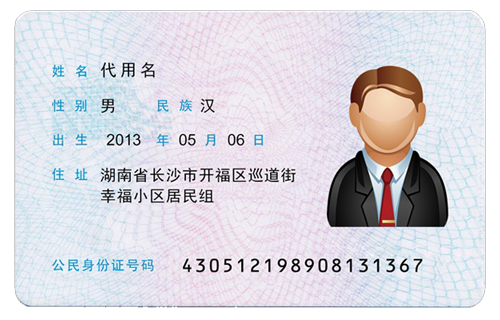 姓名 代用名
性别 男 民族 汉
出生 2013 年 05 月 06 日
住址 湖南省长沙市开福区巡道街
幸福小区居民组
公民身份证号码 430512198908131367